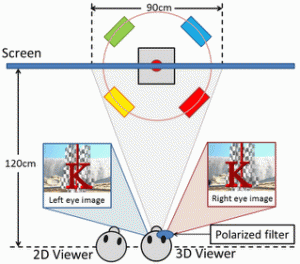 90cm
Screen
120cm
K
Left eye image
K
Right eye image
Polarized filter
2D Viewer
3D Viewer